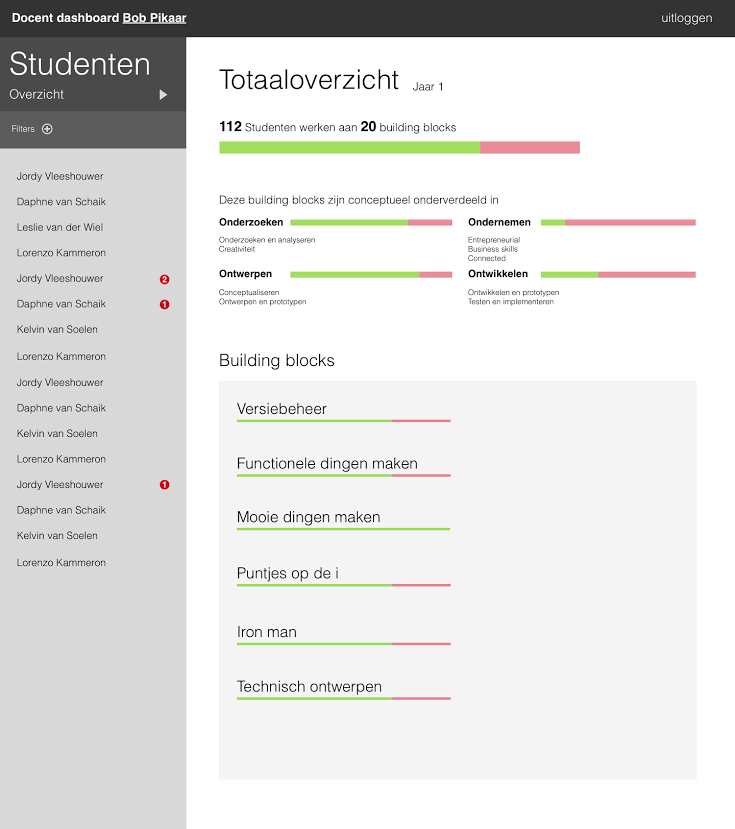 Docent dashboard Bob Pikaar
uitloggen
Studenten
Overzicht
Filters
Jordy Vleeshouwer
Daphne van Schaik
Leslie van der Wiel
Lorenzo Kammeron
Jordy Vleeshouwer 2
Daphne van Schaik 1
Kelvin van Soelen
Lorenzo Kammeron
Jordy Vleeshouwer
Daphne van Schaik
Kelvin van Soelen
Lorenzo Kammeron
Jordy Vleeshouwer 1
Daphne van Schaik
Kelvin van Soelen
Lorenzo Kammeron
Totaaloverzicht Jaar 1
112 Studenten werken aan 20 building blocks
Deze building blocks zijn conceptueel onderverdeeld in
Onderzoeken
Onderzoeken en analyseren
Creativiteit
Ondernemen
Entrepreneurial
Business skills
Connected
Ontwerpen
Conceptualiseren
Ontwerpen en prototypen
Ontwikkelen
Ontwikkelen en prototypen
Testen en implementeren
Building blocks
Versiebeheer
Functionele dingen maken
Mooie dingen maken
Puntjes op de i
Iron man
Technisch ontwerpen